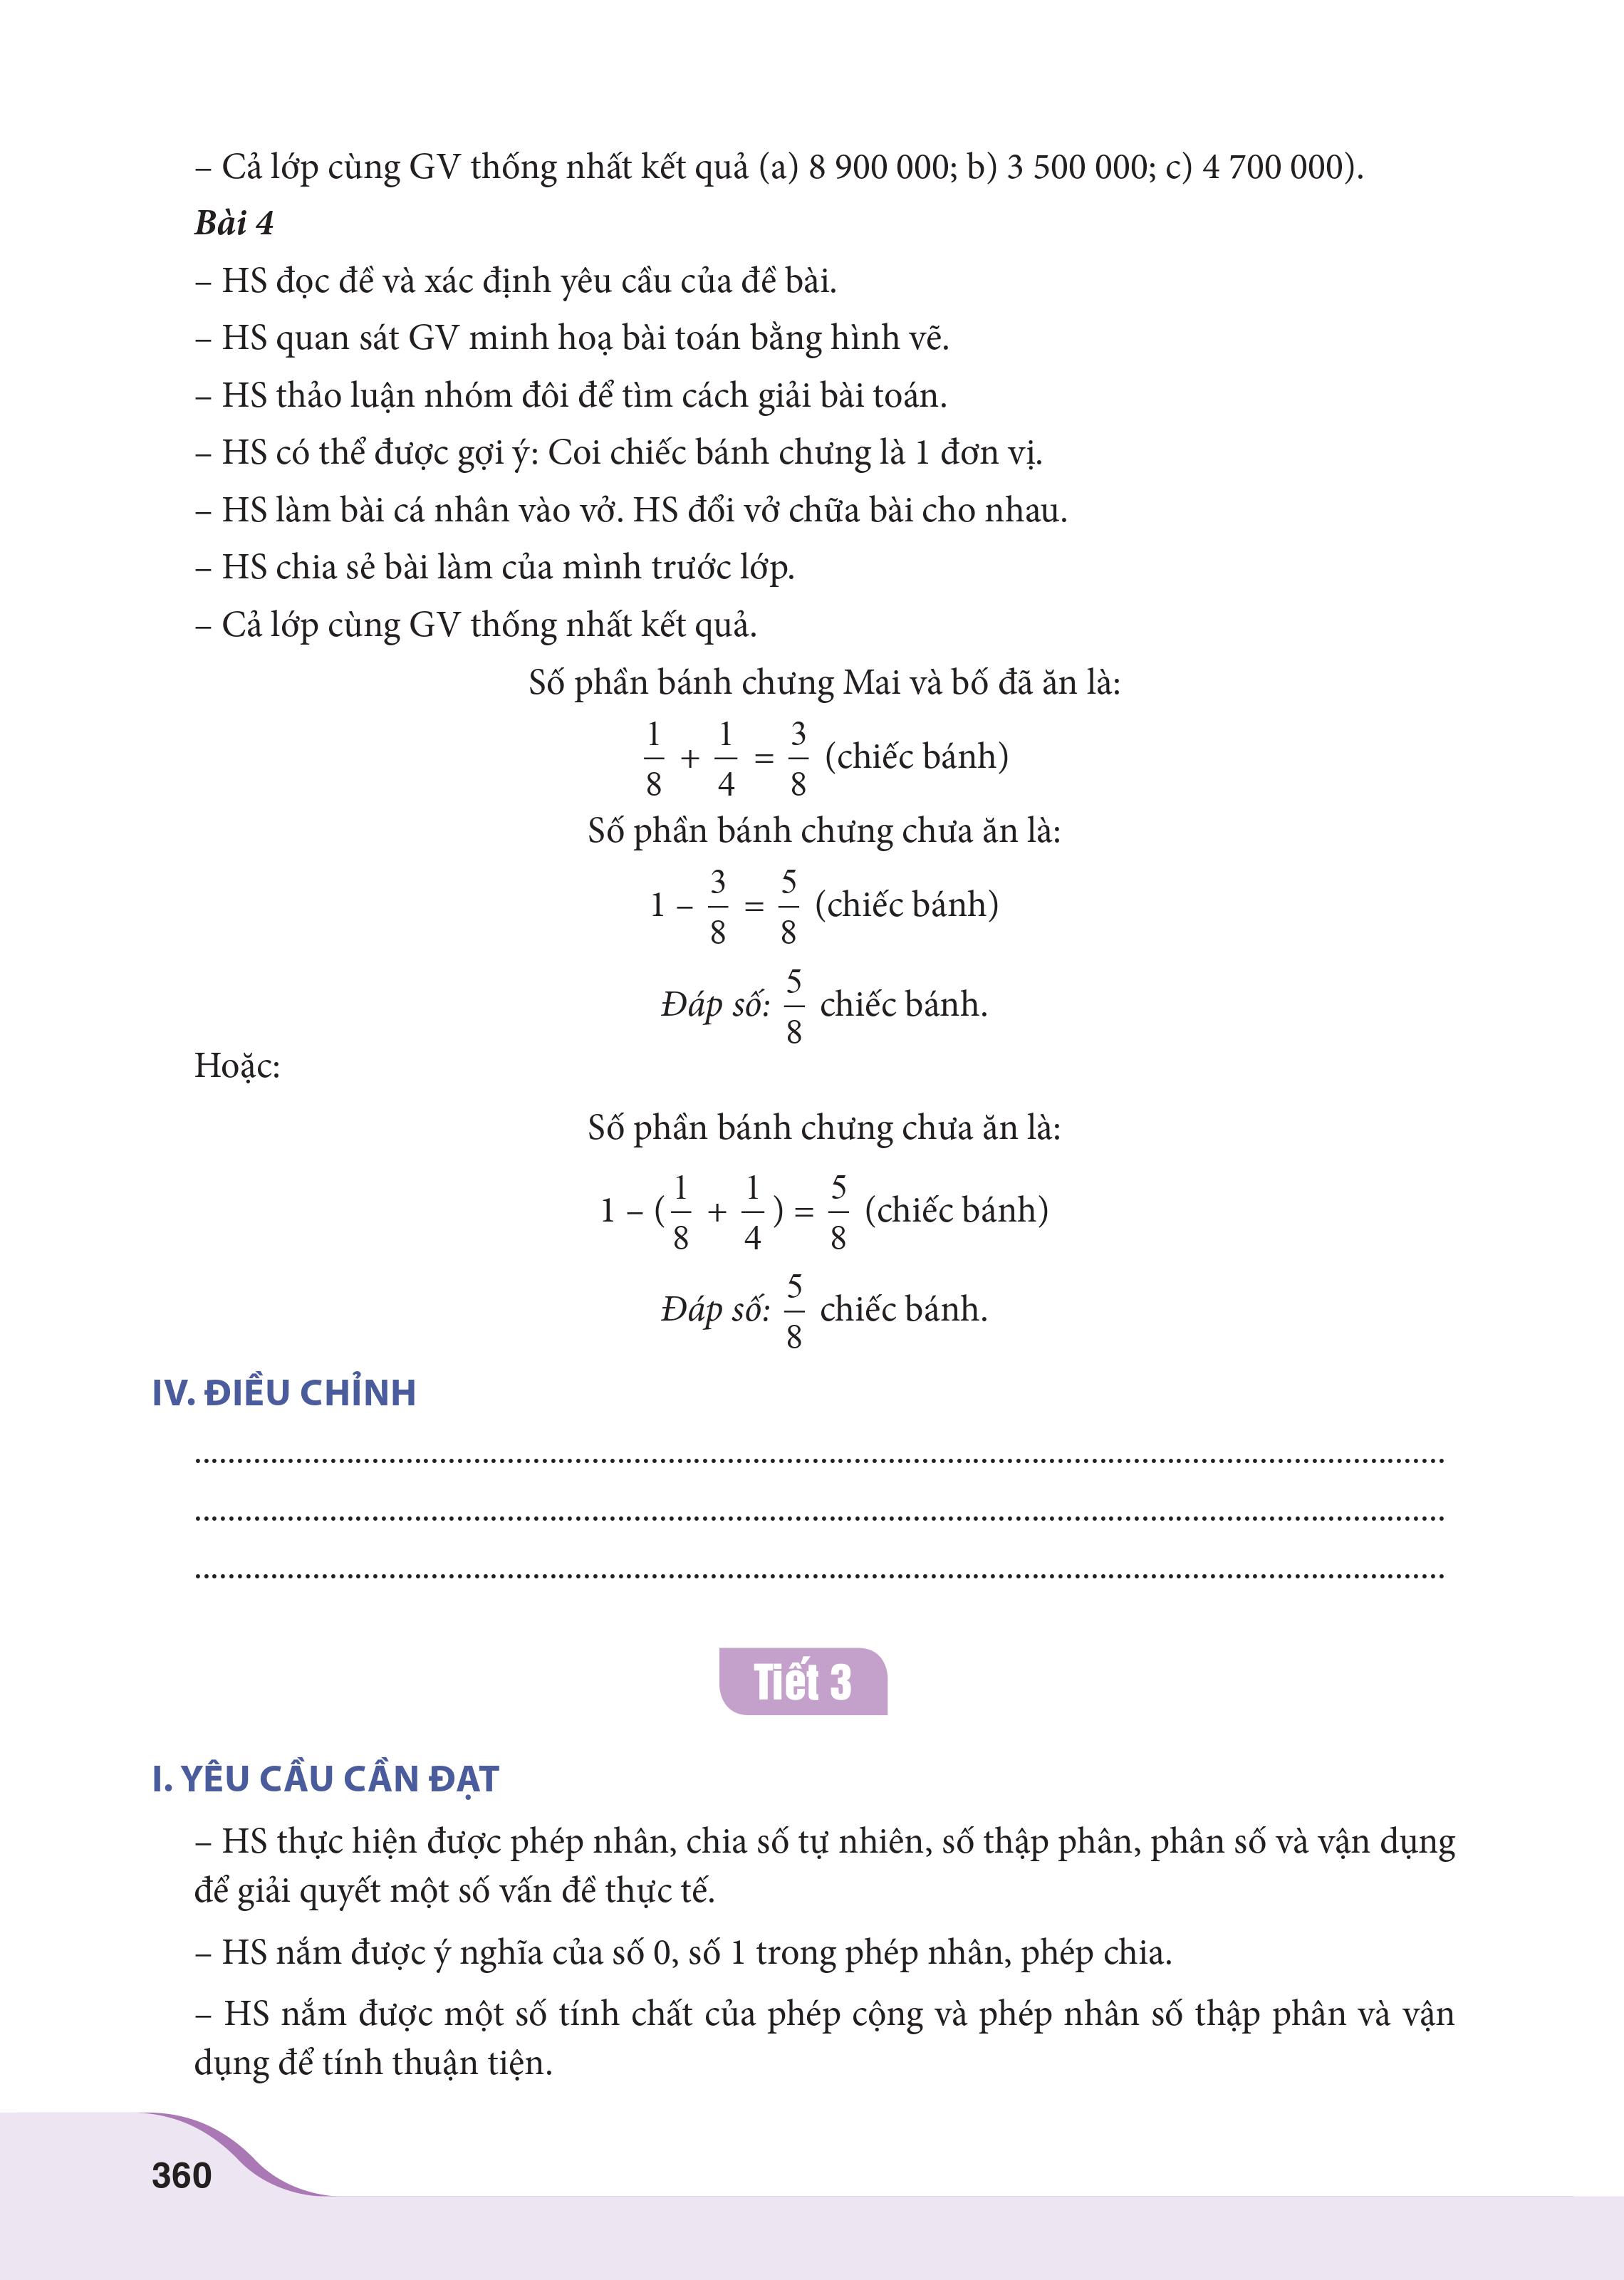 – Cả lớp cùng GV thống nhất kết quả (a) 8 900 000; b) 3 500 000; c) 4 700 000).
Bài 4
– HS đọc đề và xác định yêu cầu của đề bài.
– HS quan sát GV minh hoạ bài toán bằng hình vẽ.
– HS thảo luận nhóm đôi để tìm cách giải bài toán.
– HS có thể được gợi ý: Coi chiếc bánh chưng là 1 đơn vị.
– HS làm bài cá nhân vào vở. HS đổi vở chữa bài cho nhau.
– HS chia sẻ bài làm của mình trước lớp.
– Cả lớp cùng GV thống nhất kết quả.
Số phần bánh chưng Mai và bố đã ăn là:
1/8 + 1/4 = 3/8 (chiếc bánh)
Số phần bánh chưng chưa ăn là:
1 – 3/8 = 5/8 (chiếc bánh)
Đáp số: 5/8 chiếc bánh.
Hoặc:
Số phần bánh chưng chưa ăn là:
1 – (1/8 + 1/4) = 5/8 (chiếc bánh)
Đáp số: 5/8 chiếc bánh.
IV. ĐIỀU CHỈNH
Tiết 3
I. YÊU CẦU CẦN ĐẠT
– HS thực hiện được phép nhân, chia số tự nhiên, số thập phân, phân số và vận dụng
để giải quyết một số vấn đề thực tế.
– HS nắm được ý nghĩa của số 0, số 1 trong phép nhân, phép chia.
– HS nắm được một số tính chất của phép cộng và phép nhân số thập phân và vận
dụng để tính thuận tiện.
360